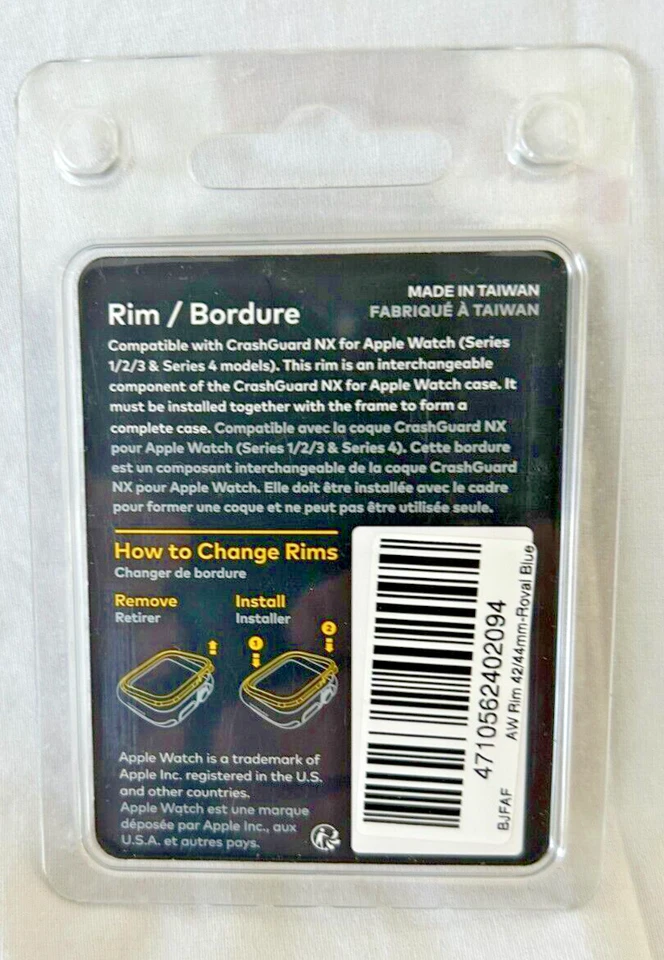 MADE IN TAIWAN
Rim / Bordure
FABRIQUÉ À TAIWAN
Compatible with CrashGuard NX for Apple Watch (Series
1/2/3 & Series 4 models). This rim is an interchangeable
component of the CrashGuard NX for Apple Watch case. It
must be installed together with the frame to form a
complete case. Compatible avec la coque CrashGuard NX
pour Apple Watch (Series 1/2/3 & Series 4). Cette bordure
est un composant interchangeable de la coque CrashGuard
NX pour Apple Watch. Elle doit être installée avec le cadre
pour former une coque et ne peut pas être utilisée seule.
How to Change Rims
Changer de bordure
Remove
Retirer
Install
Installer
1
2
Apple Watch is a trademark of
Apple Inc. registered in the U.S.
and other countries.
Apple Watch est une marque
déposée par Apple Inc., aux
U.S.A. et autres pays.
4710562402094
AW Rim 42/44mm-Royal Blue
BJFAF